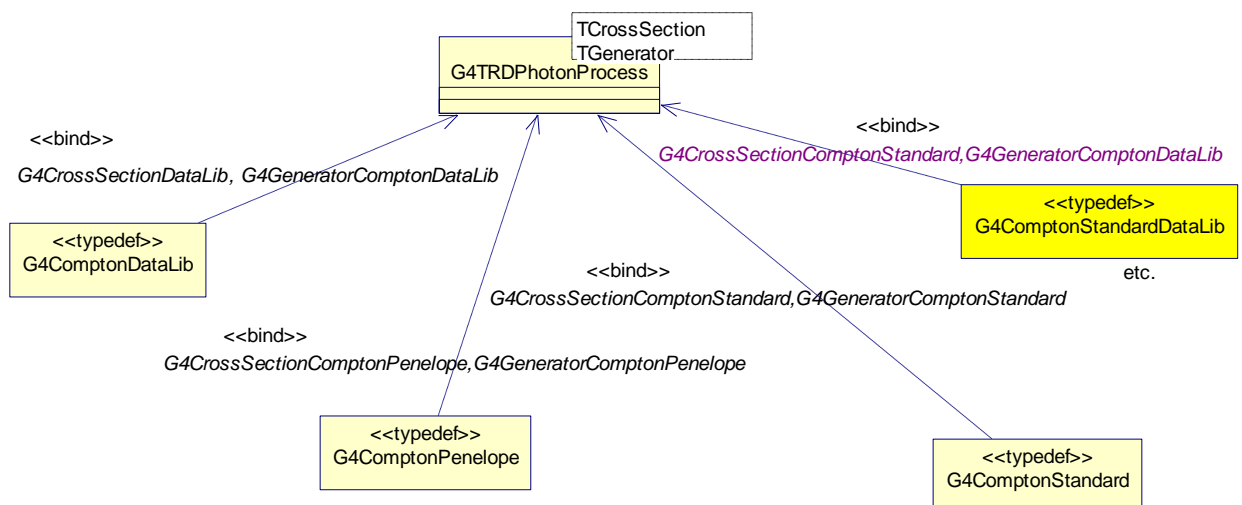 TCrossSection
TGenerator
G4TRDPhotonProcess
<<bind>>
G4CrossSectionDataLib, G4GeneratorComptonDataLib
<<bind>>
G4CrossSectionComptonStandard,G4GeneratorComptonDataLib
<<typedef>>
G4ComptonDataLib
<<typedef>>
G4ComptonStandardDataLib
etc.
<<bind>>
G4CrossSectionComptonStandard,G4GeneratorComptonStandard
<<bind>>
G4CrossSectionComptonPenelope,G4GeneratorComptonPenelope
<<typedef>>
G4ComptonPenelope
<<typedef>>
G4ComptonStandard